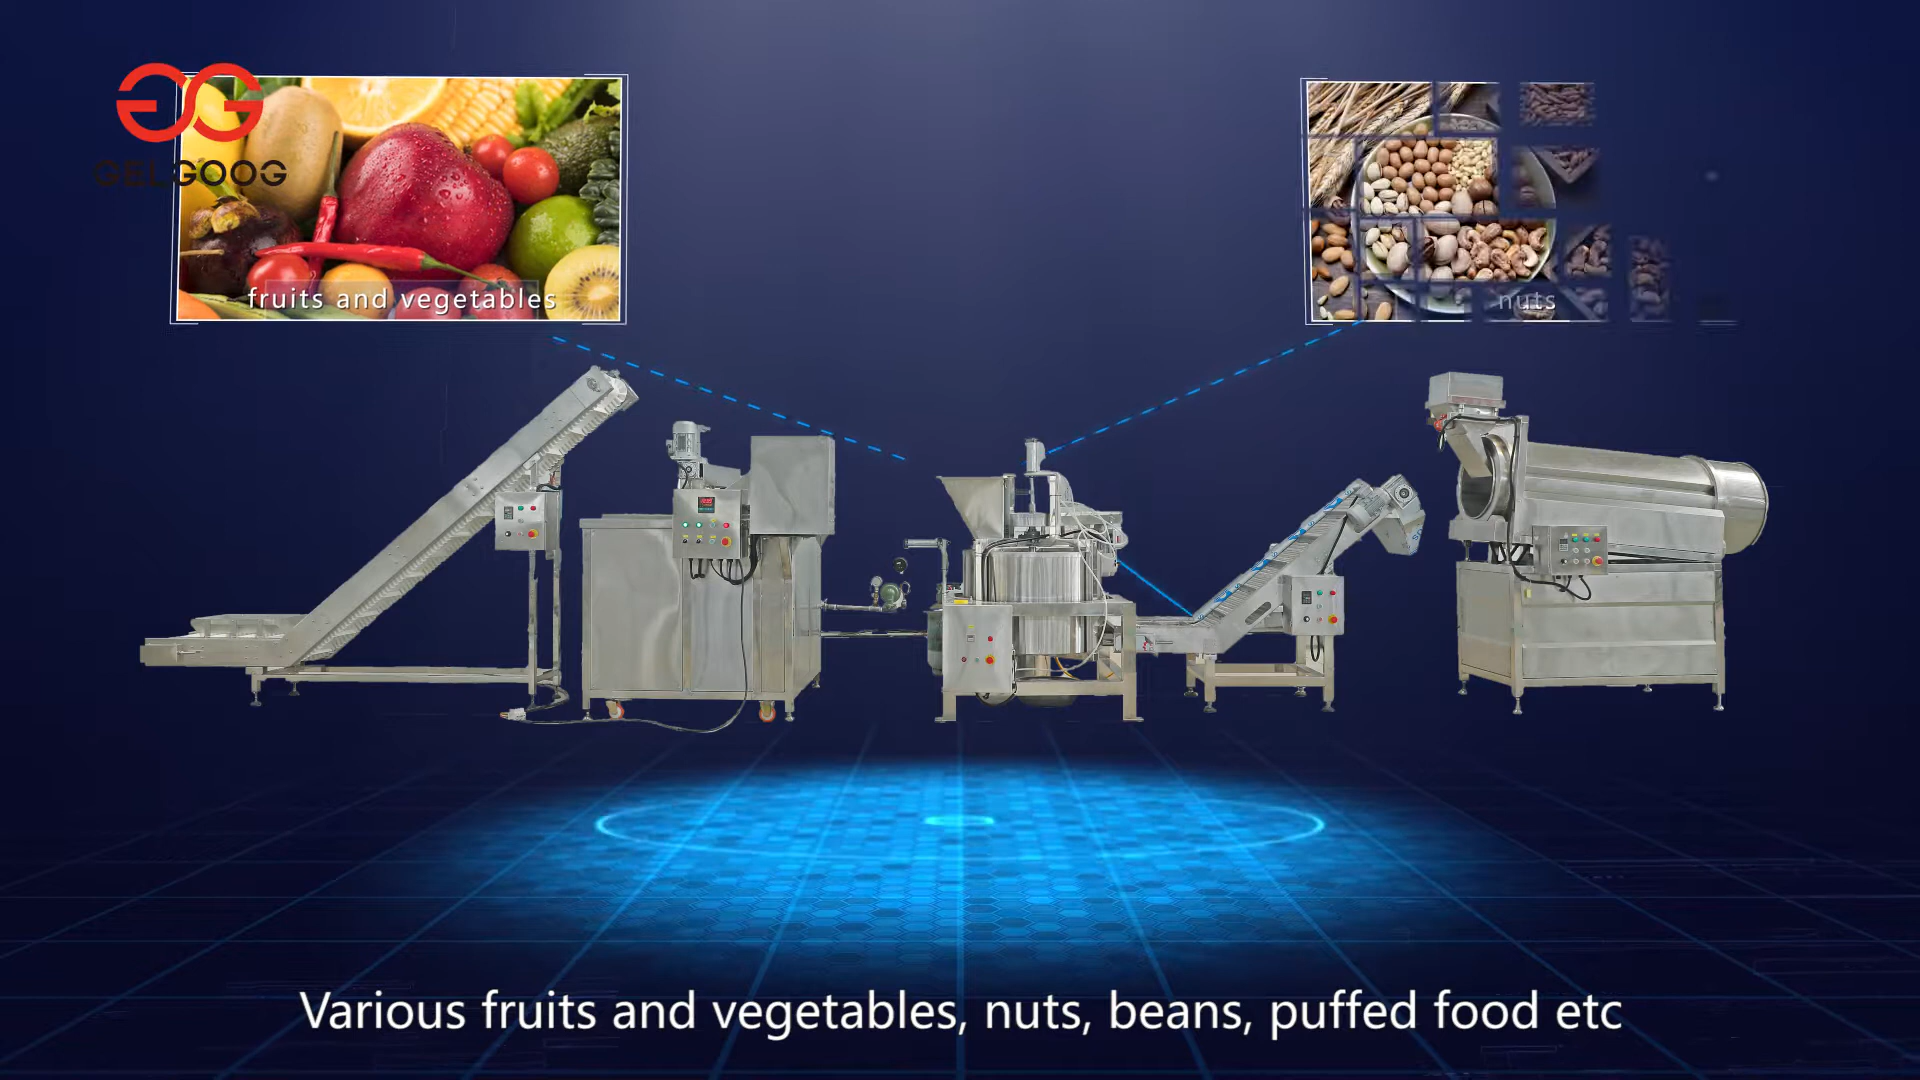 GELGOOG
fruits and vegetables
nuts
Various fruits and vegetables, nuts, beans, puffed food etc